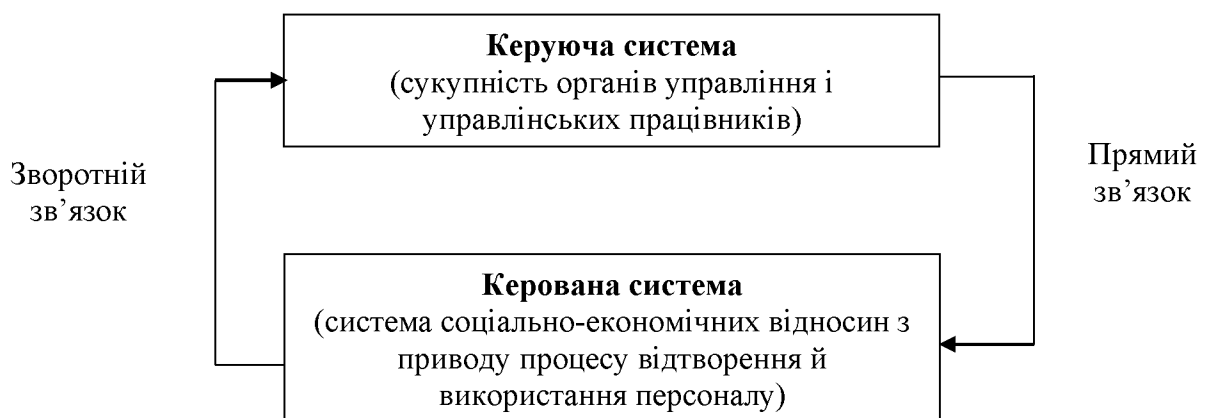 Керуюча система
(сукупність органів управління і
управлінських працівників)
Зворотній
зв’язок
Прямий
зв’язок
Керована система
(система соціально-економічних відносин з
приводу процесу відтворення й
використання персоналу)